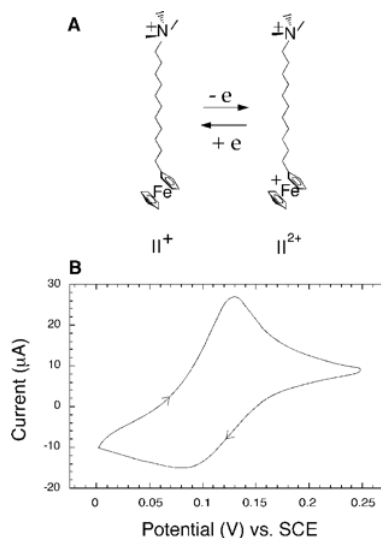 A
+N +N
- e
+ e
Fe +Fe
II+ II2+
B
30
20
10
0
-10
-20
0 0.05 0.1 0.15 0.2 0.25
Current (μA)
Potential (V) vs. SCE